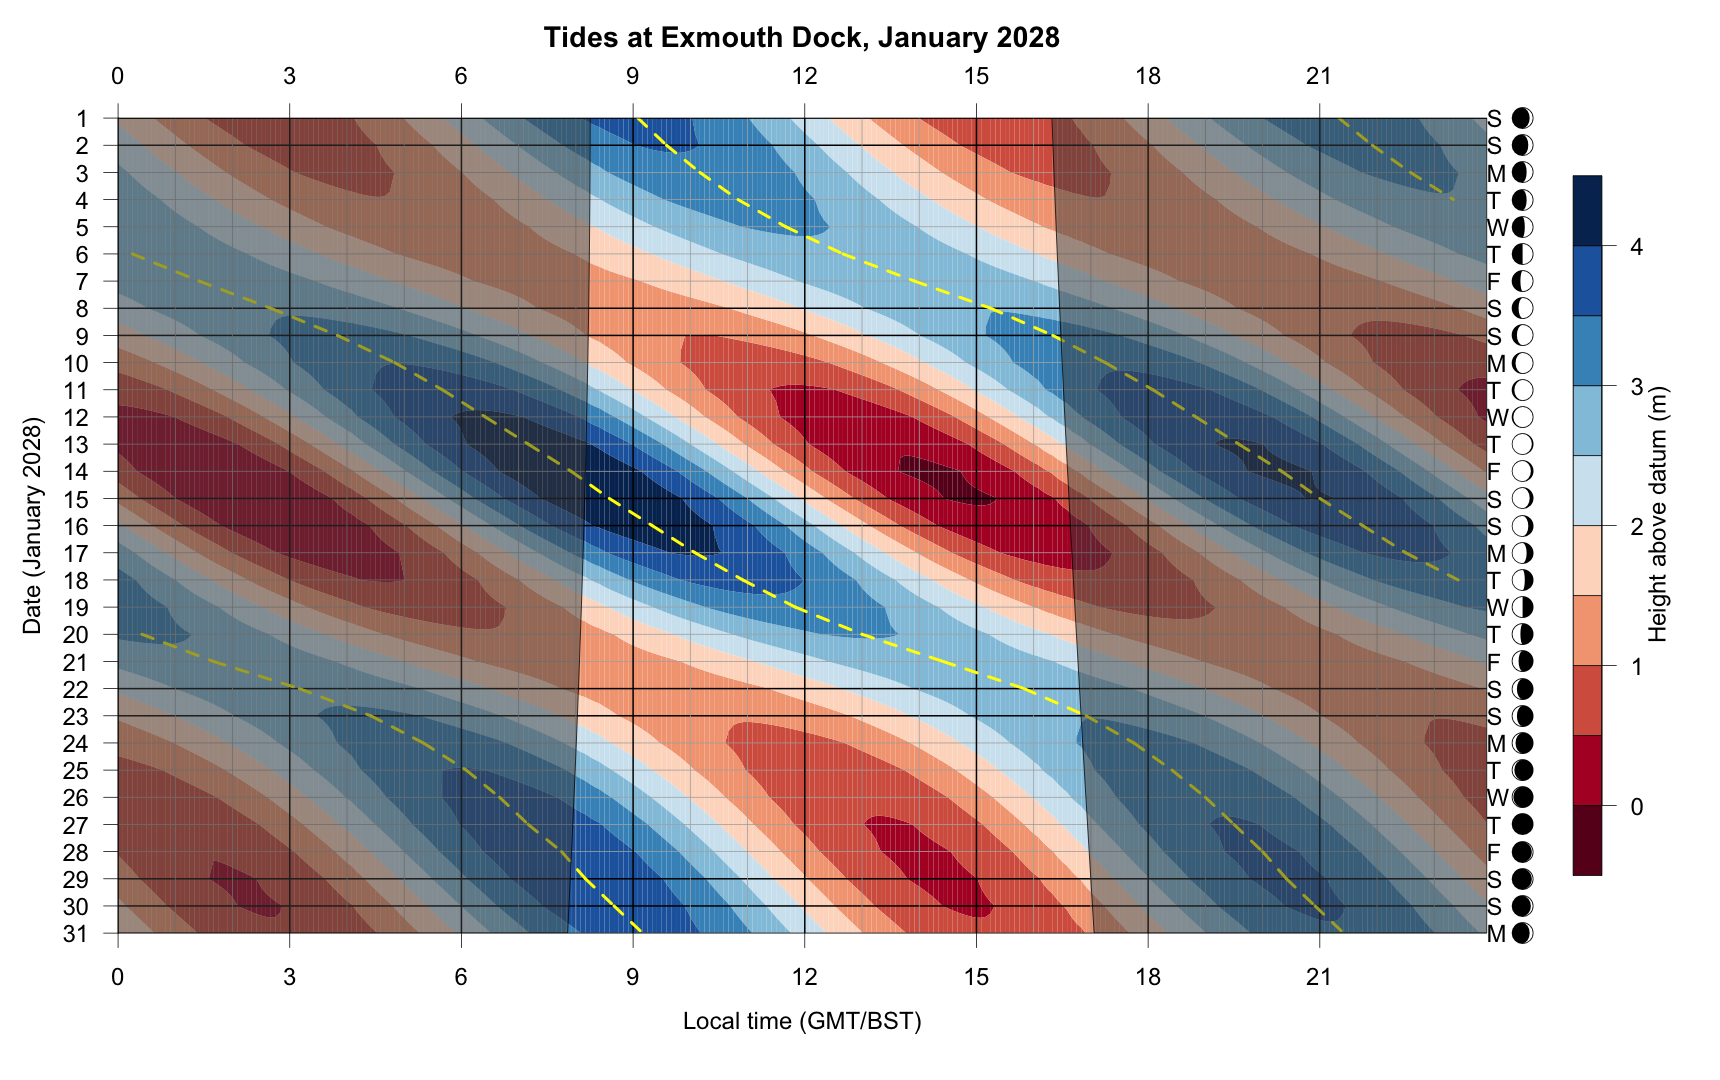 Tides at Exmouth Dock, January 2028
0 3 6 9 12 15 18 21
1 S
2 S
3 M
4 T
5 W
6 T
7 F
8 S
9 S
10 M
11 T
12 W
13 T
14 F
15 S
16 S
17 M
18 T
19 W
20 T
21 F
22 S
23 S
24 M
25 T
26 W
27 T
28 F
29 S
30 S
31 M
0 3 6 9 12 15 18 21
Local time (GMT/BST)
Date (January 2028)
4
3
2
1
0
Height above datum (m)